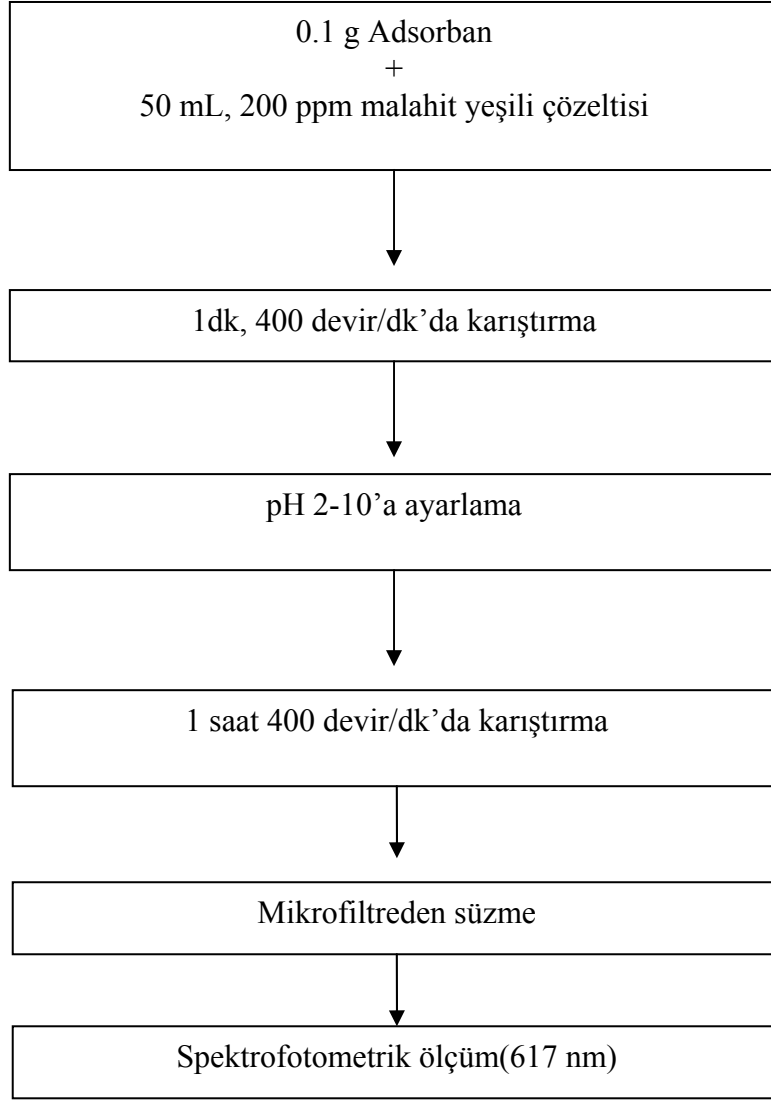 0.1 g Adsorban
+
50 mL, 200 ppm malahit yeşili çözeltisi
1dk, 400 devir/dk’da karıştırma
pH 2-10’a ayarlama
1 saat 400 devir/dk’da karıştırma
Mikrofiltreden süzme
Spektrofotometrik ölçüm(617 nm)